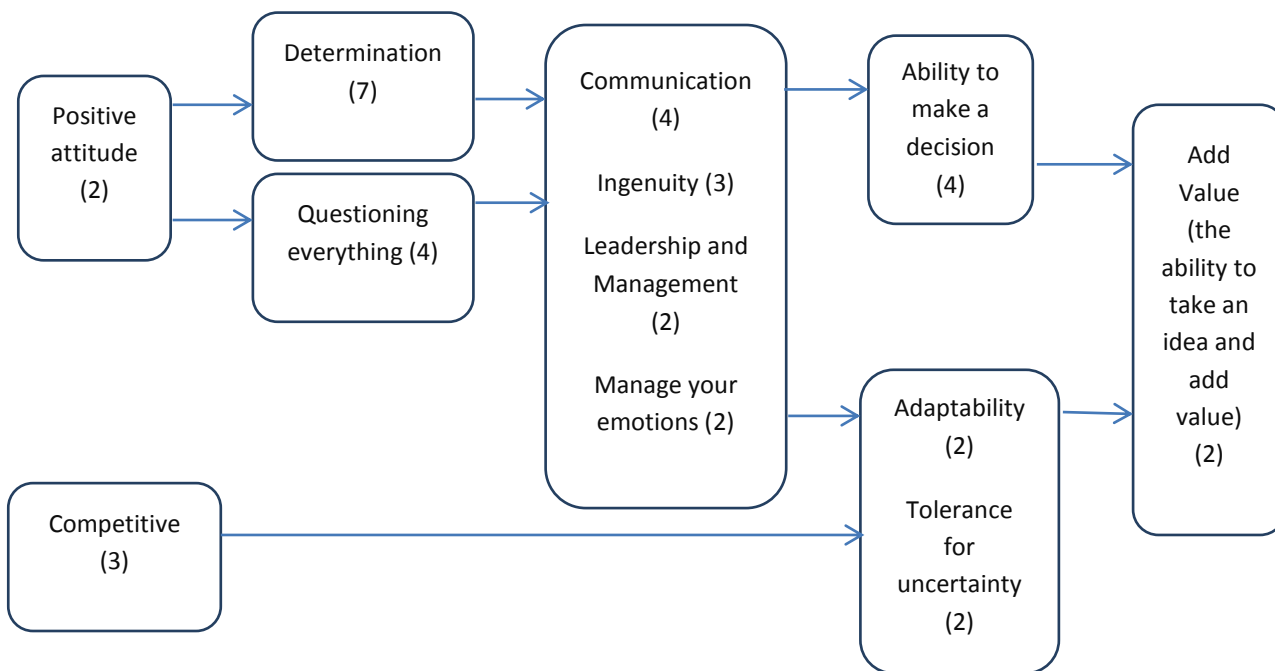 Positive
attitude
(2)
Determination
(7)
Questioning
everything (4)
Communication
(4)
Ingenuity (3)
Leadership and
Management
(2)
Manage your
emotions (2)
Ability to
make a
decision
(4)
Add
Value
(the
ability to
take an
idea and
add
value)
(2)
Competitive
(3)
Adaptability
(2)
Tolerance
for
uncertainty
(2)